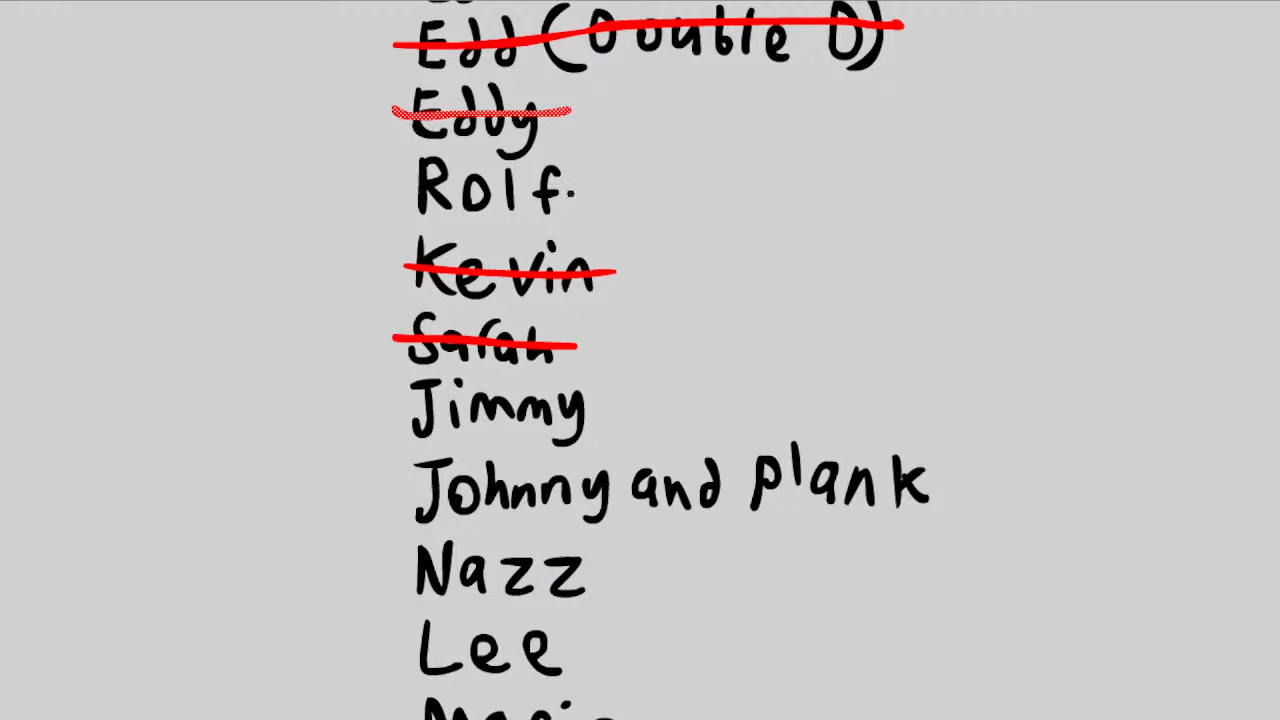 Edd (Double D)
Eddy
Rolf.
Kevin
Sarah
Jimmy
Johnny and plank
Nazz
Lee